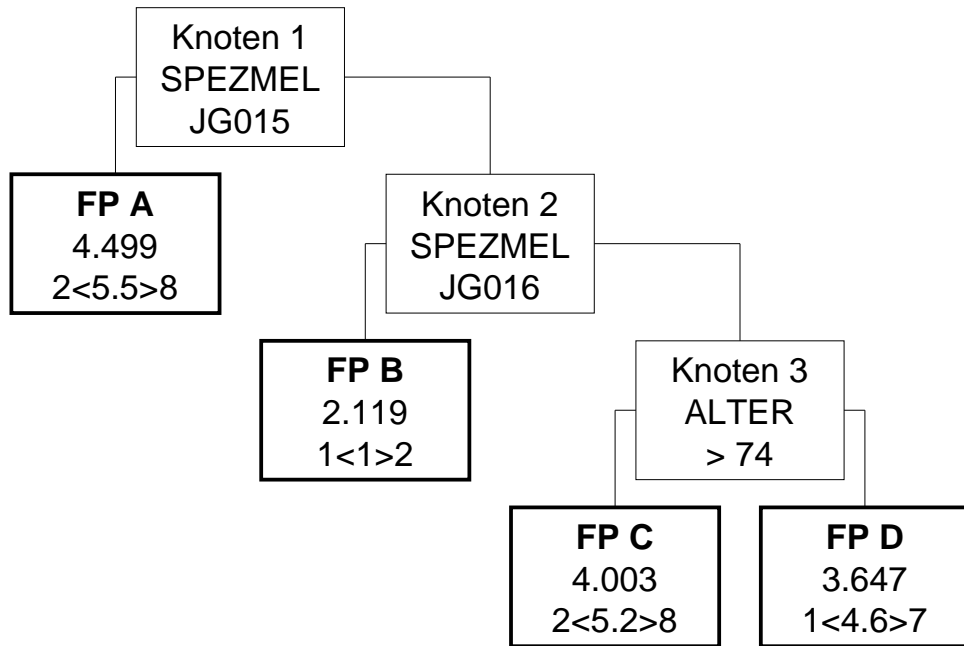 Knoten 1
SPEZMEL
JG015
FP A
4.499
2<5.5>8
Knoten 2
SPEZMEL
JG016
FP B
2.119
1<1>2
Knoten 3
ALTER
> 74
FP C
4.003
2<5.2>8
FP D
3.647
1<4.6>7